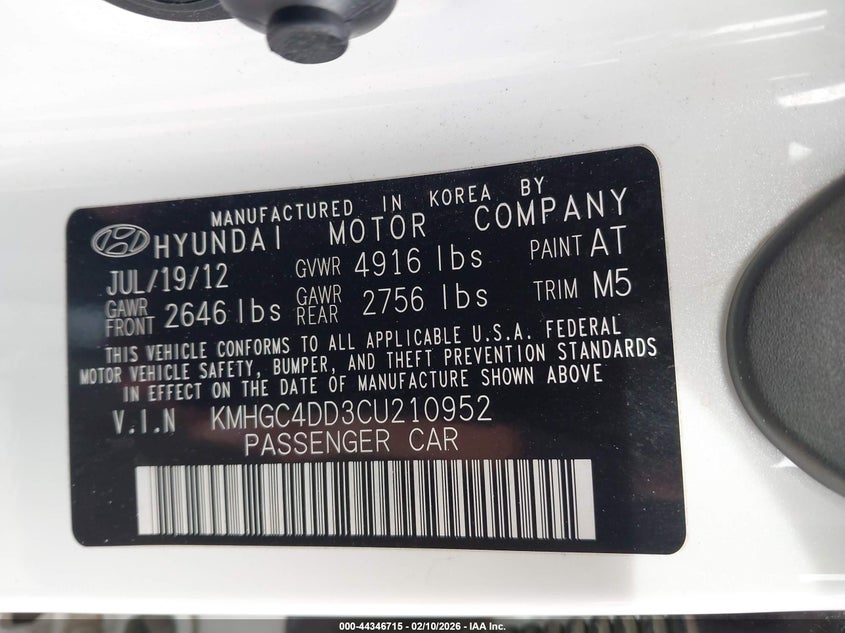 MANUFACTURED IN KOREA BY
HYUNDAI MOTOR COMPANY
JUL/19/12 GVWR 4916 lbs PAINT AT
GAWR FRONT 2646 lbs GAWR REAR 2756 lbs TRIM M5
THIS VEHICLE CONFORMS TO ALL APPLICABLE U.S.A. FEDERAL
MOTOR VEHICLE SAFETY, BUMPER, AND THEFT PREVENTION STANDARDS
IN EFFECT ON THE DATE OF MANUFACTURE SHOWN ABOVE
V.I.N KMHGC4DD3CU210952
PASSENGER CAR
000-44346715 - 02/10/2026 - IAA Inc.